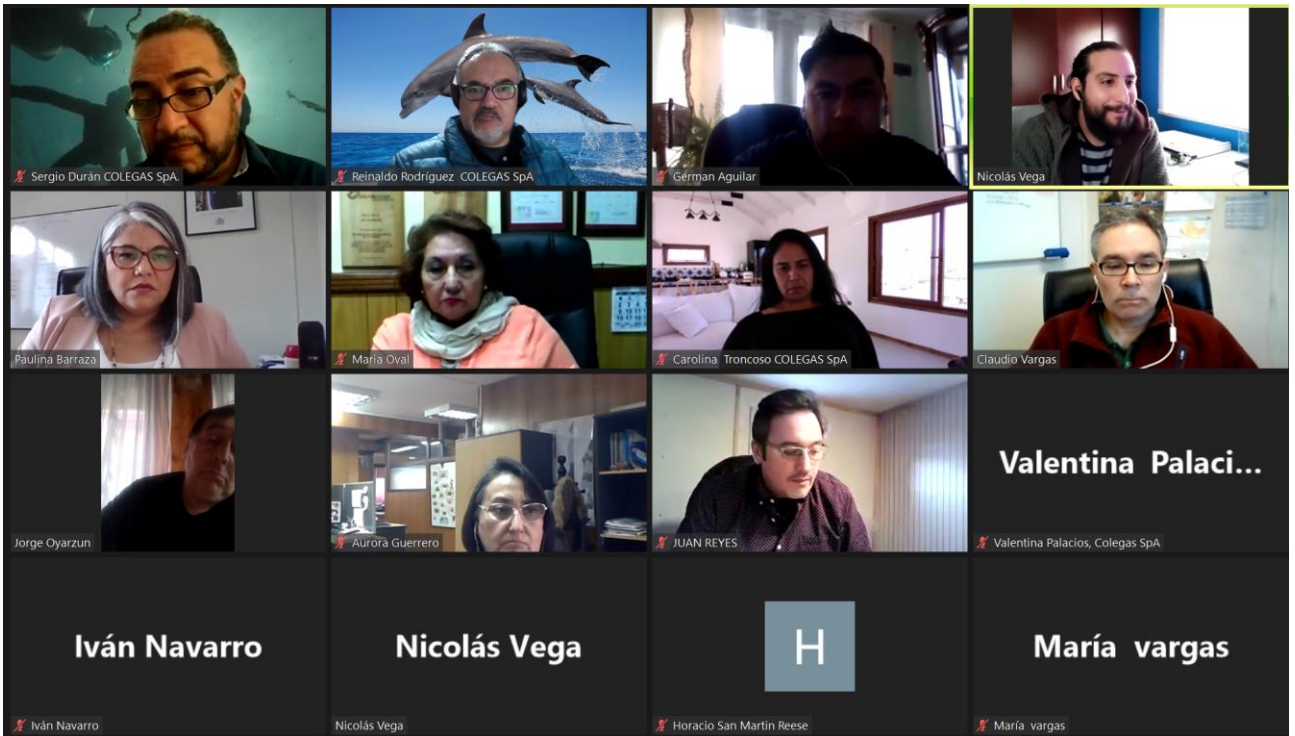 Sergio Durán COLEGAS SpA.
Reinaldo Rodríguez COLEGAS SpA
German Aguilar
Nicolás Vega
Paulina Barraza
Maria Oval
Carolina Troncoso COLEGAS SpA
Claudio Vargas
Jorge Oyarzun
Aurora Guerrero
JUAN REYES
Valentina Palaci...
Valentina Palacios, Colegas SpA
Iván Navarro
Iván Navarro
Nicolás Vega
Nicolás Vega
H
Horacio San Martin Reese
María vargas
María vargas